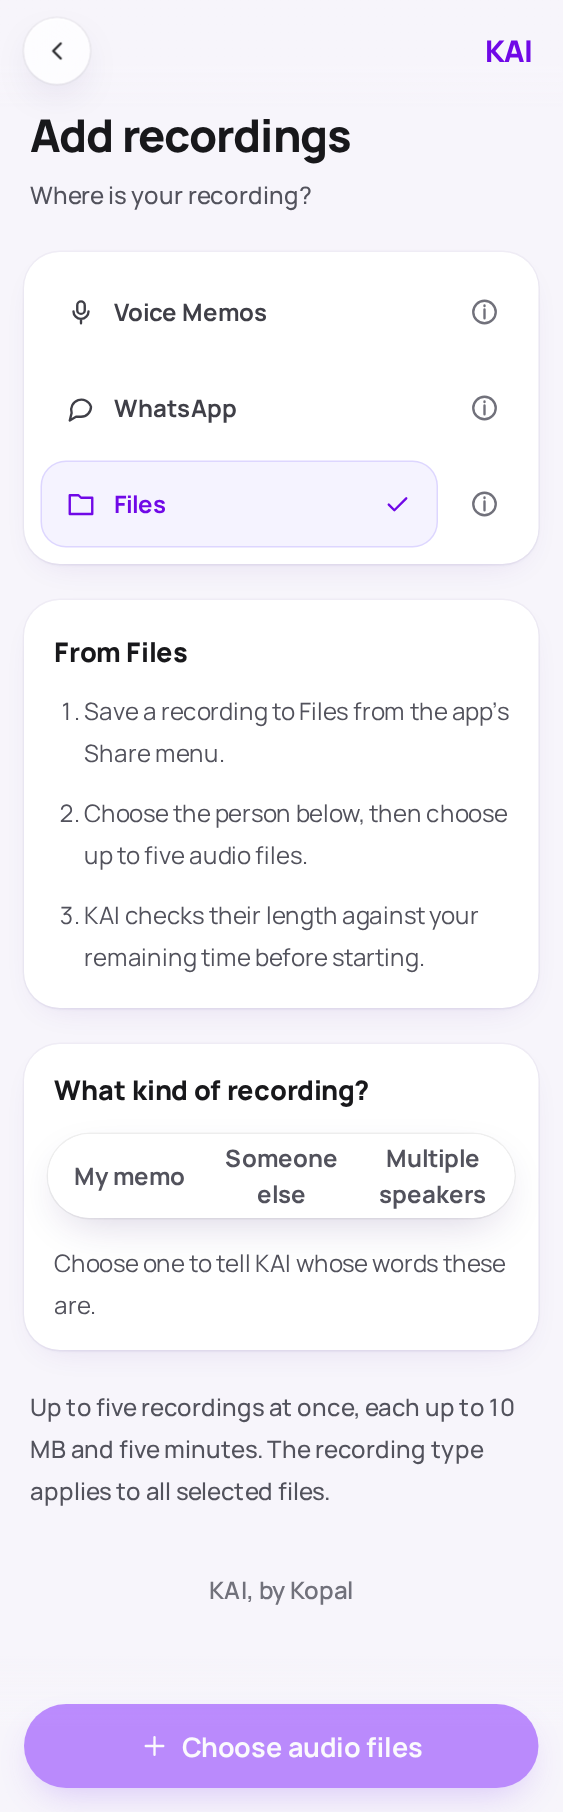 KAI
Add recordings
Where is your recording?
Voice Memos
WhatsApp
Files
From Files
1. Save a recording to Files from the app’s
Share menu.
2. Choose the person below, then choose
up to five audio files.
3. KAI checks their length against your
remaining time before starting.
What kind of recording?
My memo
Someone
else
Multiple
speakers
Choose one to tell KAI whose words these
are.
Up to five recordings at once, each up to 10
MB and five minutes. The recording type
applies to all selected files.
KAI, by Kopal
Choose audio files